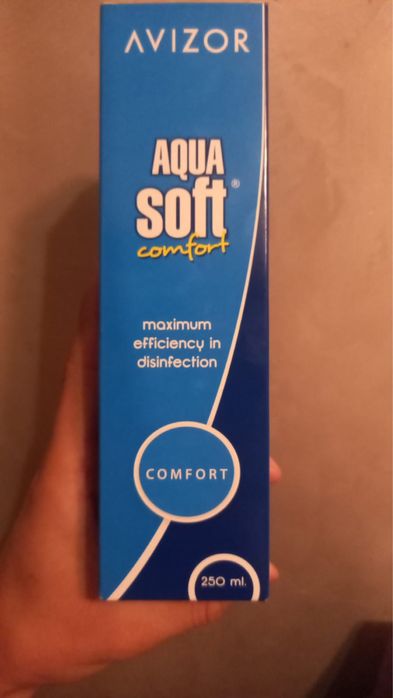 AVIZOR
AQUA
soft®
comfort
maximum
efficiency in
disinfection
COMFORT
250 ml.